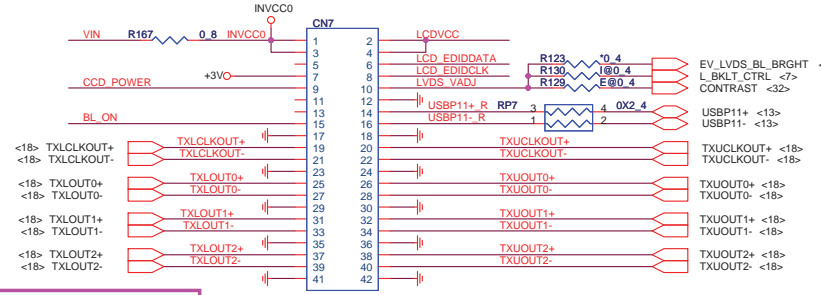 INVCC0
CN7
VIN R167 0_8 INVCC0 1 2 LCDVCC
3 4
5 6 LCD_EDIDDATA R123 *0_4 EV_LVDS_BL_BRGHT <
+3V 7 8 LCD_EDIDCLK R130 I@0_4 L_BKLT_CTRL <7>
CCD_POWER 9 10 LVDS_VADJ R129 E@0_4 CONTRAST <32>
11 12
13 14 USBP11+_R RP7 3 4 0X2_4 USBP11+ <13>
BL_ON 15 16 USBP11-_R 1 2 USBP11- <13>
17 18
<18> TXLCLKOUT+ TXLCLKOUT+ 19 20 TXUCLKOUT+ TXUCLKOUT+ <18>
<18> TXLCLKOUT- TXLCLKOUT- 21 22 TXUCLKOUT- TXUCLKOUT- <18>
23 24
<18> TXLOUT0+ TXLOUT0+ 25 26 TXUOUT0+ TXUOUT0+ <18>
<18> TXLOUT0- TXLOUT0- 27 28 TXUOUT0- TXUOUT0- <18>
29 30
<18> TXLOUT1+ TXLOUT1+ 31 32 TXUOUT1+ TXUOUT1+ <18>
<18> TXLOUT1- TXLOUT1- 33 34 TXUOUT1- TXUOUT1- <18>
35 36
<18> TXLOUT2+ TXLOUT2+ 37 38 TXUOUT2+ TXUOUT2+ <18>
<18> TXLOUT2- TXLOUT2- 39 40 TXUOUT2- TXUOUT2- <18>
41 42